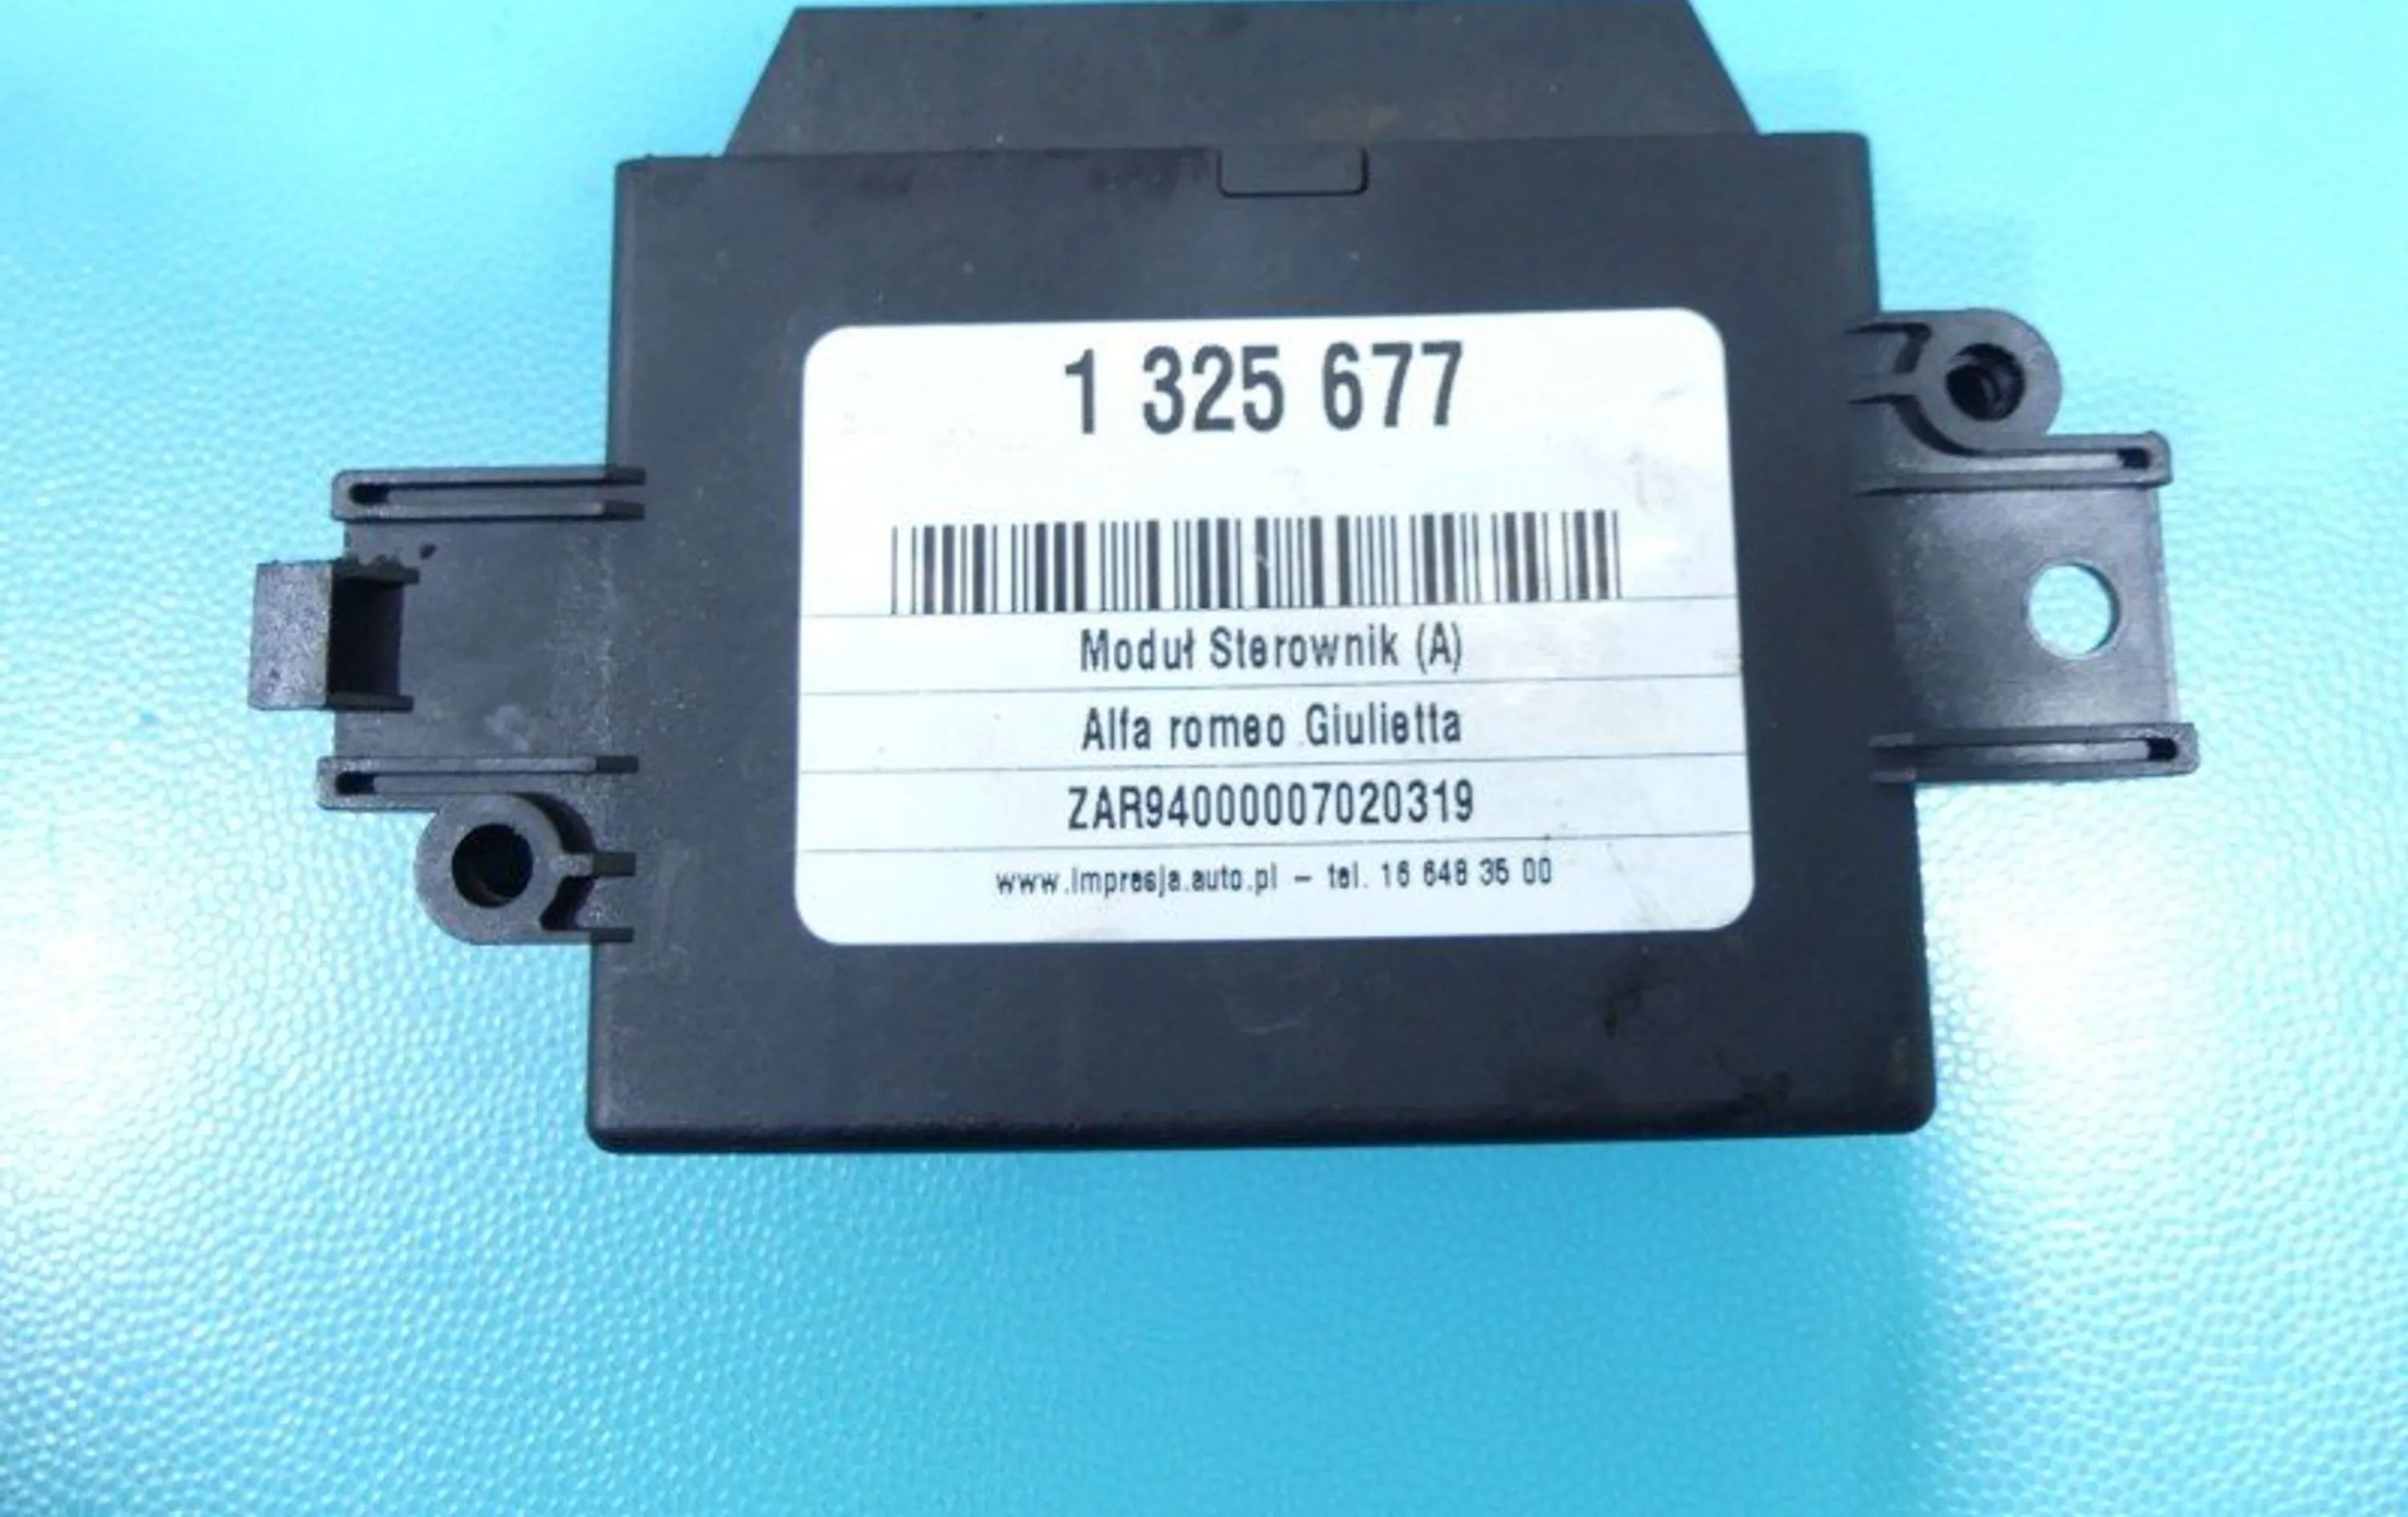 1 325 677
Moduł Sterownik (A)
Alfa romeo Giulietta
ZAR94000007020319
www.impresja.auto.pl – tel. 16 648 35 00